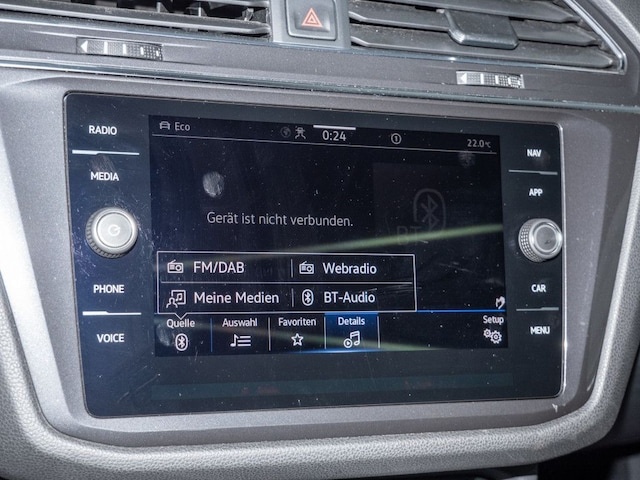 RADIO
MEDIA
PHONE
VOICE
Eco
0:24
1
22.0°C
Gerät ist nicht verbunden.
FM/DAB
Webradio
Meine Medien
BT-Audio
Quelle
Auswahl
Favoriten
Details
Setup
NAV
APP
CAR
MENU